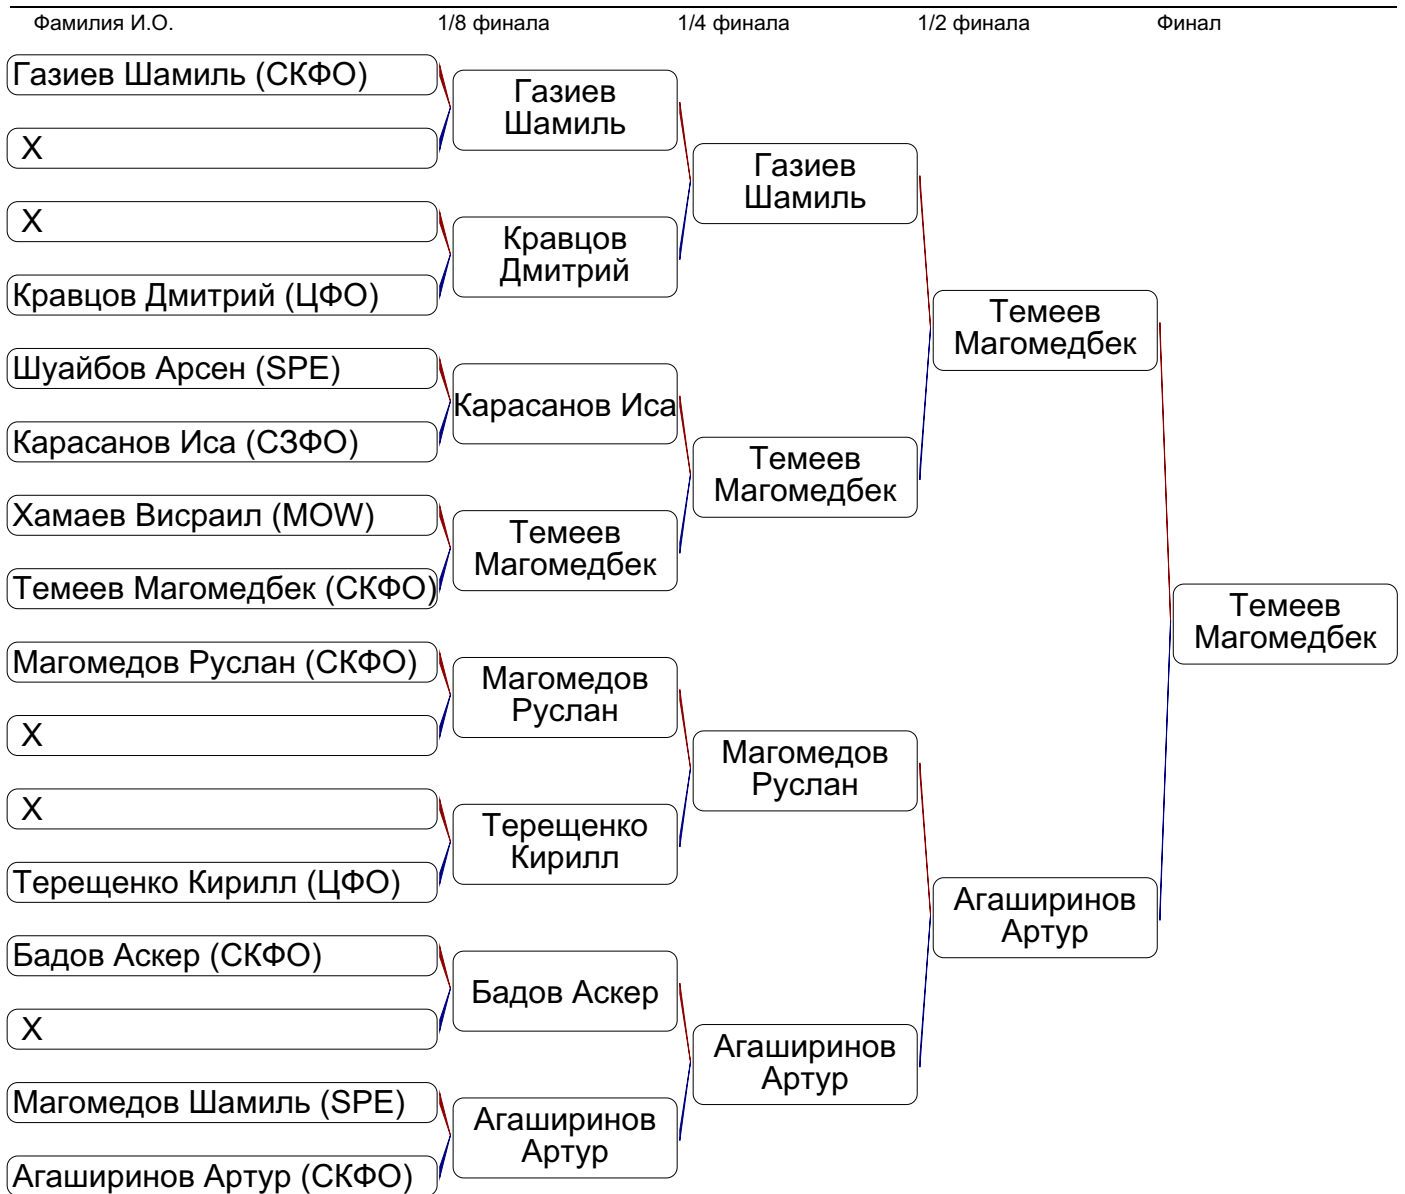 Фамилия И.О.
1/8 финала
1/4 финала
1/2 финала
Финал
Газиев Шамиль (СКФО)
X
X
Кравцов Дмитрий (ЦФО)
Шуайбов Арсен (SPE)
Карасанов Иса (СЗФО)
Хамаев Висраил (MOW)
Темеев Магомедбек (СКФО)
Магомедов Руслан (СКФО)
X
X
Терещенко Кирилл (ЦФО)
Бадов Аскер (СКФО)
X
Магомедов Шамиль (SPE)
Агаширинов Артур (СКФО)
Газиев
Шамиль
Кравцов
Дмитрий
Карасанов Иса
Темеев
Магомедбек
Магомедов
Руслан
Терещенко
Кирилл
Бадов Аскер
Агаширинов
Артур
Газиев
Шамиль
Темеев
Магомедбек
Магомедов
Руслан
Агаширинов
Артур
Темеев
Магомедбек
Агаширинов
Артур
Темеев
Магомедбек